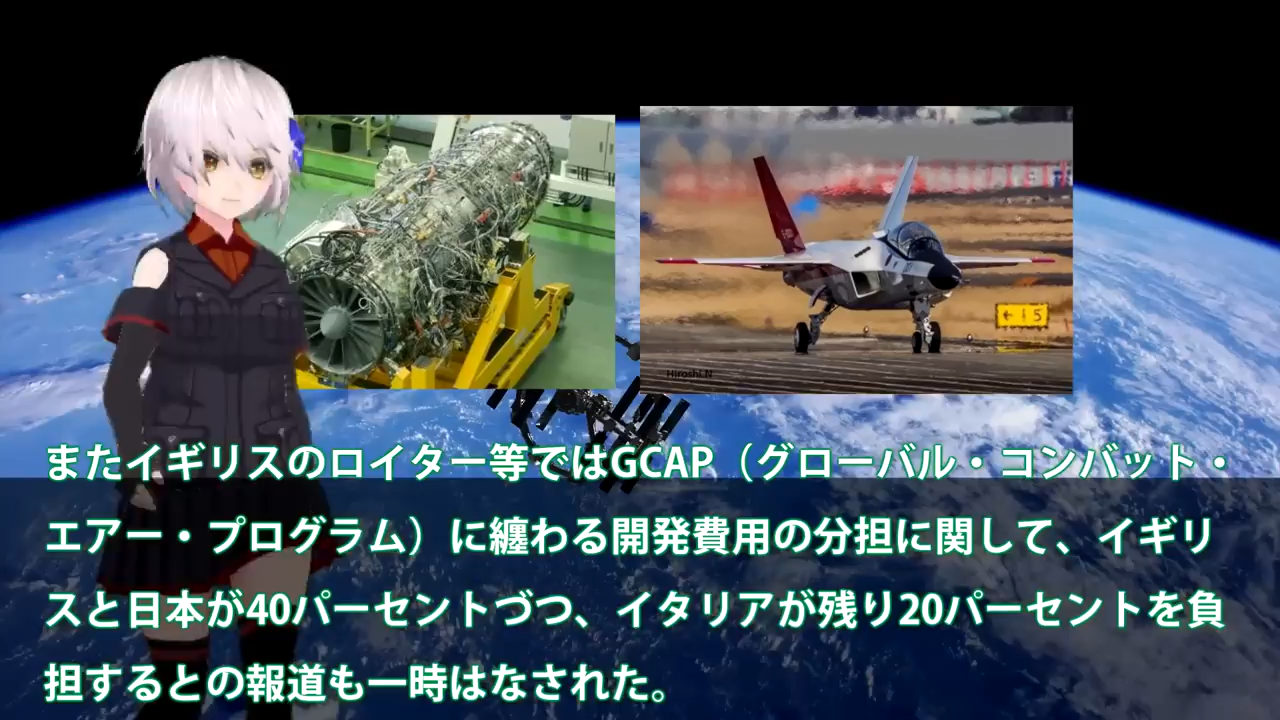 ← 15
Hiroshi N
またイギリスのロイター等ではGCAP（グローバル・コンバット・
エアー・プログラム）に纏わる開発費用の分担に関して、イギリ
スと日本が40パーセントづつ、イタリアが残り20パーセントを負
担するとの報道も一時はなされた。